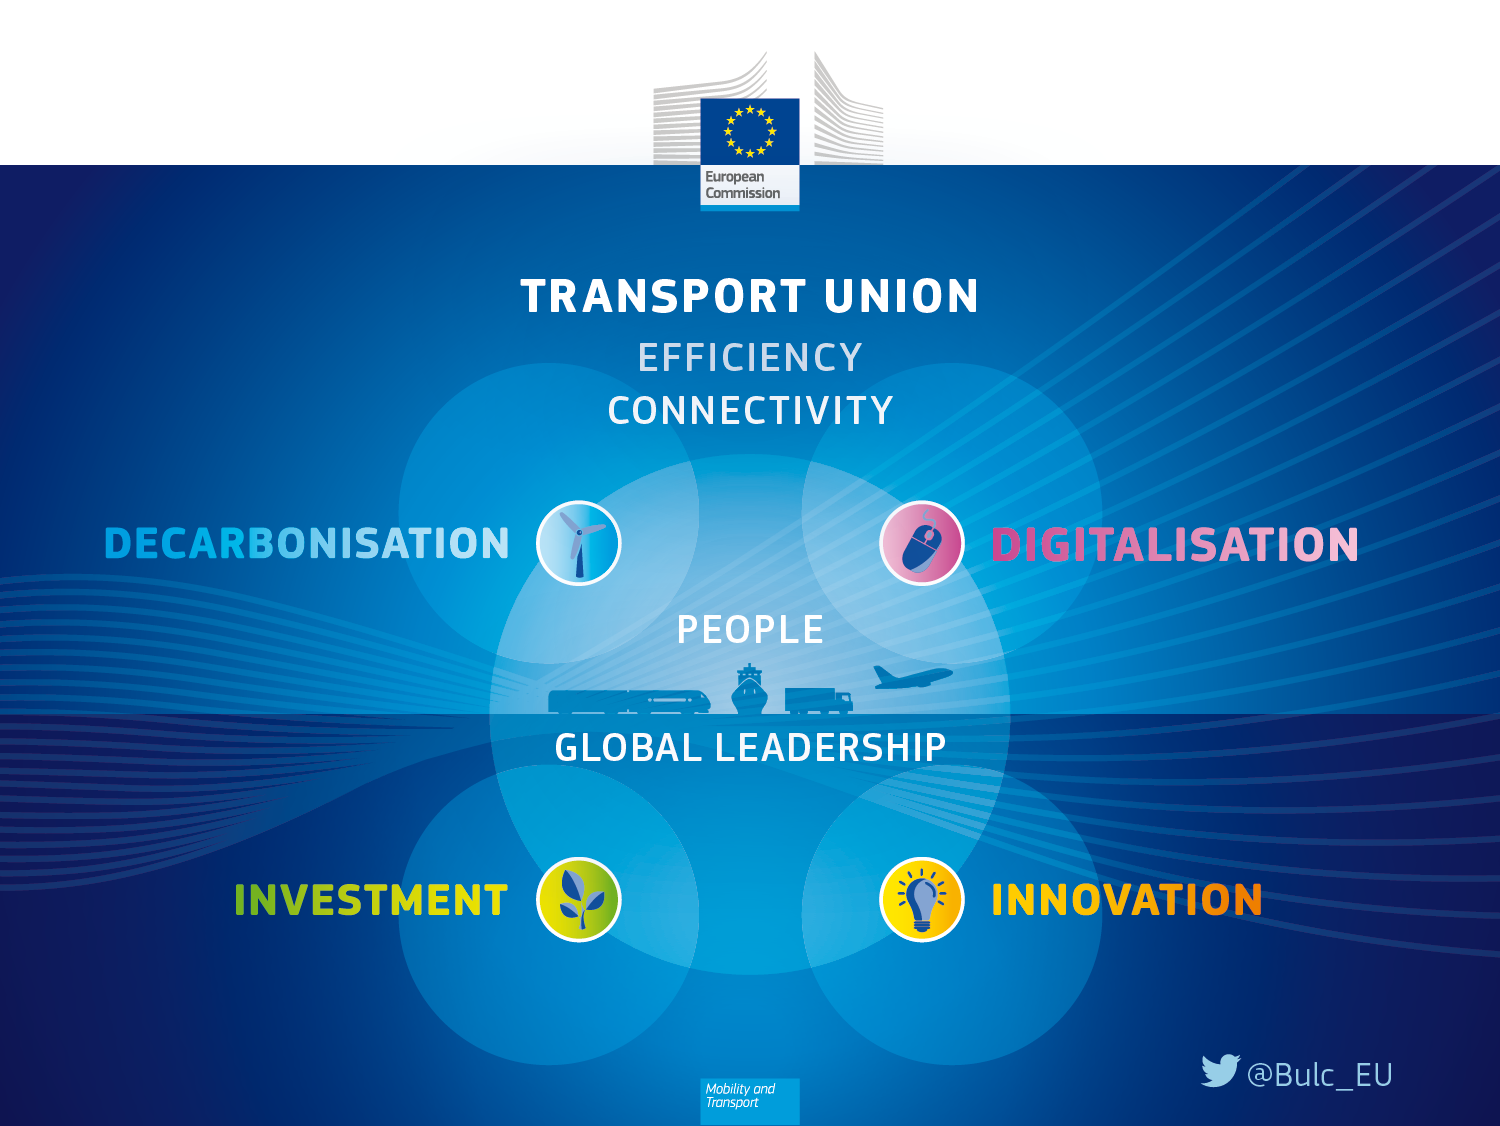 European
Commission
TRANSPORT UNION
EFFICIENCY
CONNECTIVITY
DECARBONISATION
DIGITALISATION
PEOPLE
GLOBAL LEADERSHIP
INVESTMENT
INNOVATION
@Bulc_EU
Mobility and
Transport